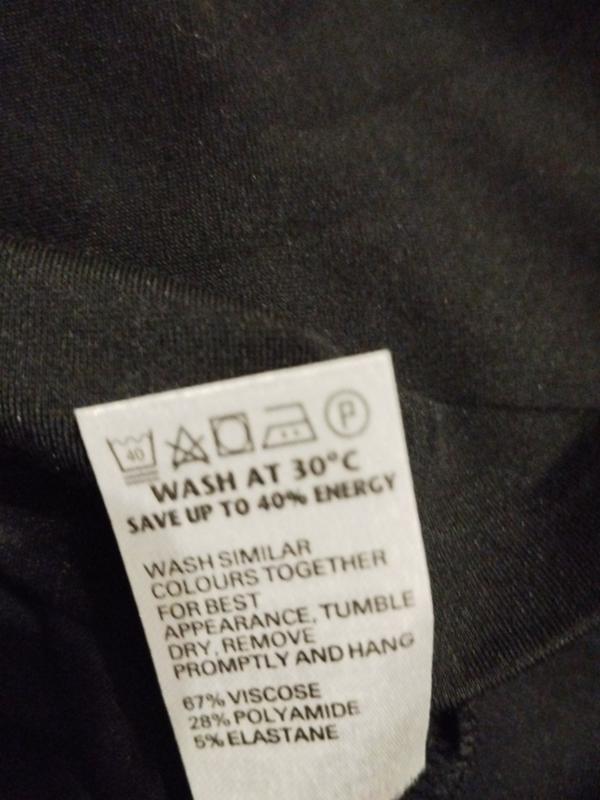 40 P
WASH AT 30°C
SAVE UP TO 40% ENERGY
WASH SIMILAR
COLOURS TOGETHER
FOR BEST
APPEARANCE, TUMBLE
DRY, REMOVE
PROMPTLY AND HANG
67% VISCOSE
28% POLYAMIDE
5% ELASTANE